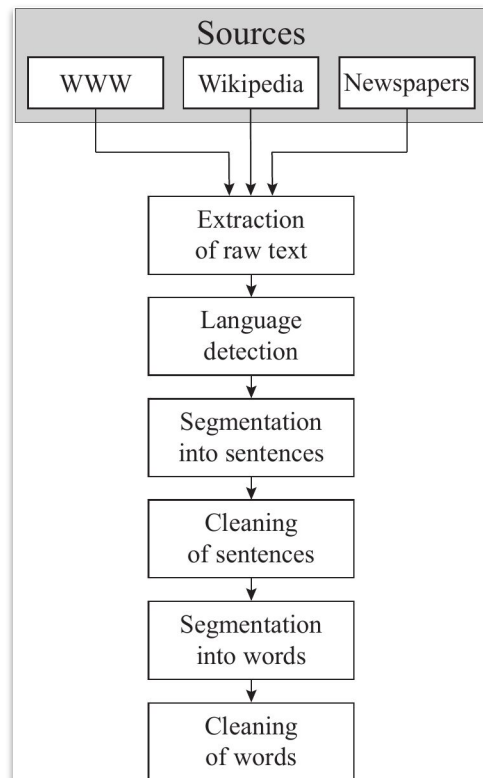 Sources
WWW
Wikipedia
Newspapers
Extraction
of raw text
Language
detection
Segmentation
into sentences
Cleaning
of sentences
Segmentation
into words
Cleaning
of words